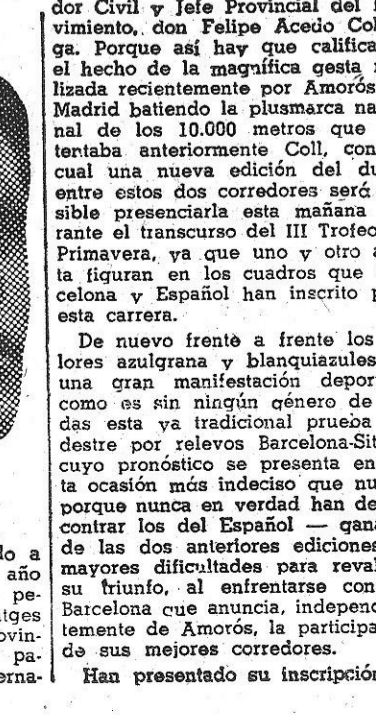 dor Civil y Jefe Provincial del
vimiento, don Felipe Acedo Col
ga. Porque así hay que califica
el hecho de la magnífica gesta
lizada recientemente por Amorós
Madrid batiendo la plusmarca na
nal de los 10.000 metros que
tentaba anteriormente Coll, con
cual una nueva edición del du
entre estos dos corredores será
sible presenciarla esta mañana
rante el transcurso del III Trofeo
Primavera, ya que uno y otro a
ta figuran en los cuadros que
celona y Español han inscrito p
esta carrera.
De nuevo frente a frente los
lores azulgrana y blanquiazules
una gran manifestación depor
como es sin ningún género de
das esta ya tradicional prueba
destre por relevos Barcelona-Sit
cuyo pronóstico se presenta en
ta ocasión más indeciso que nu
porque nunca en verdad han de
contrar los del Español — gana
de las dos anteriores ediciones
mayores dificultades para reval
su triunfo, al enfrentarse con
Barcelona que anuncia, indepenc
temente de Amorós, la participa
de sus mejores corredores.
Han presentado su inscripción
do a
año
pe-
tges
ovin-
pa-
erna-